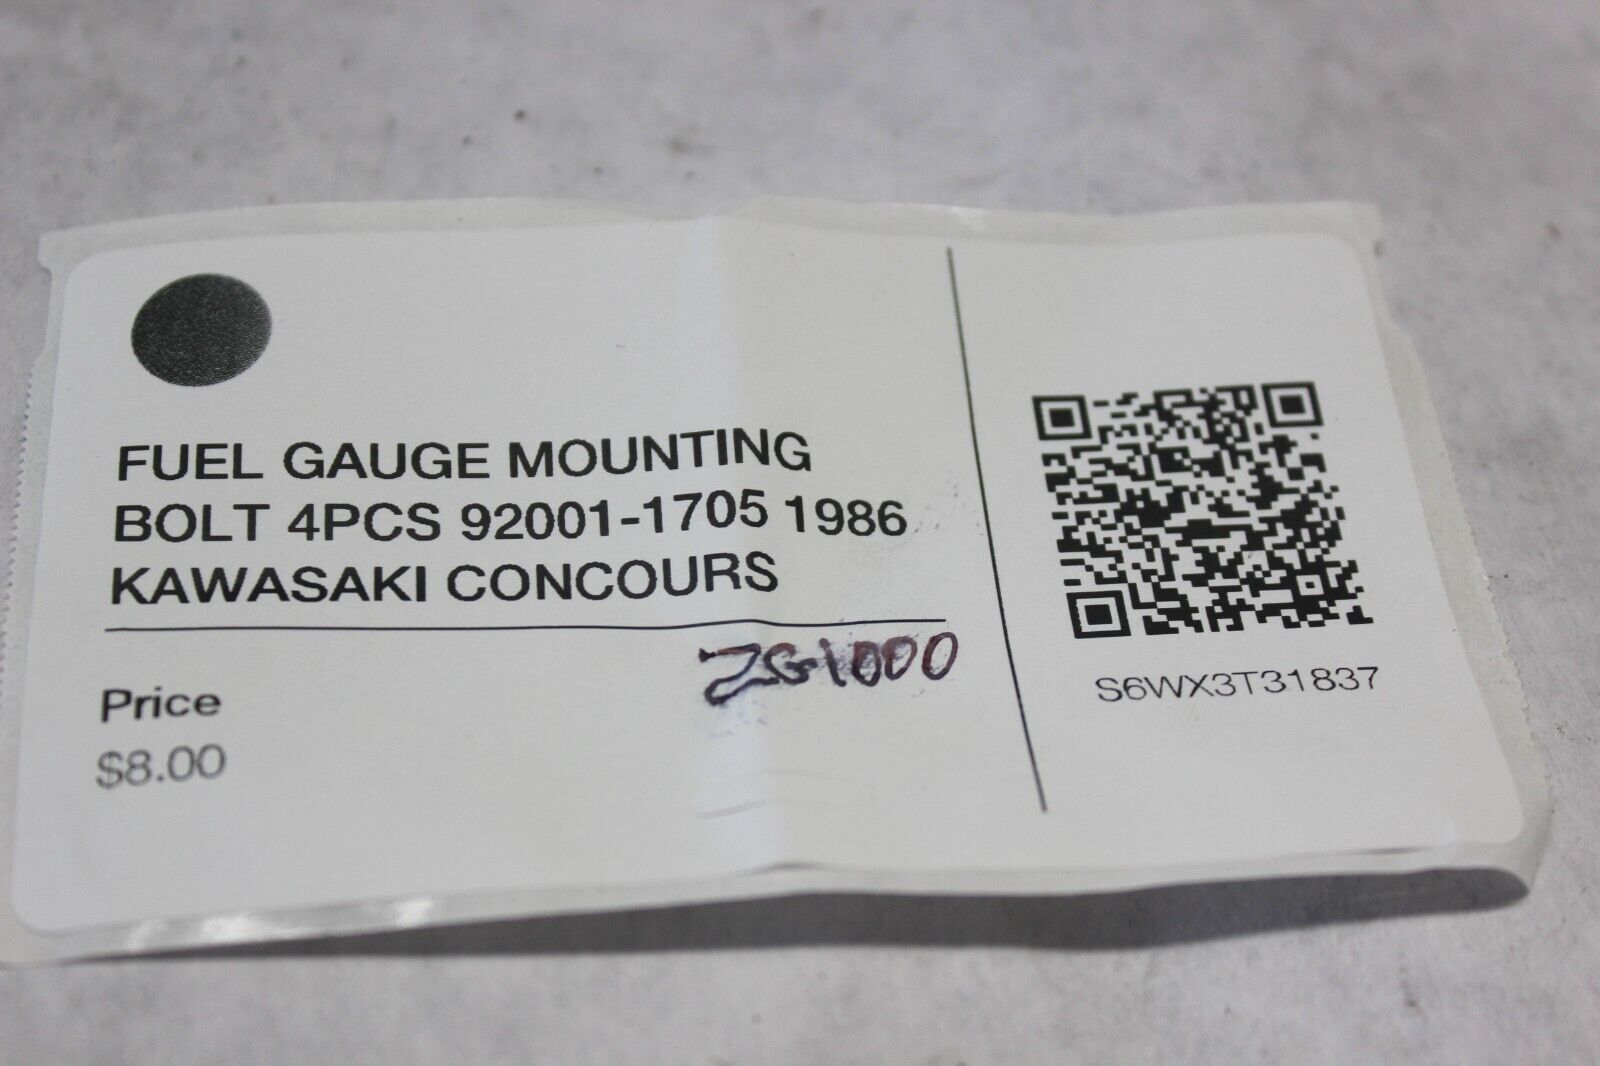 FUEL GAUGE MOUNTING
BOLT 4PCS 92001-1705 1986
KAWASAKI CONCOURS
ZG1000
Price
$8.00
S6WX3T31837